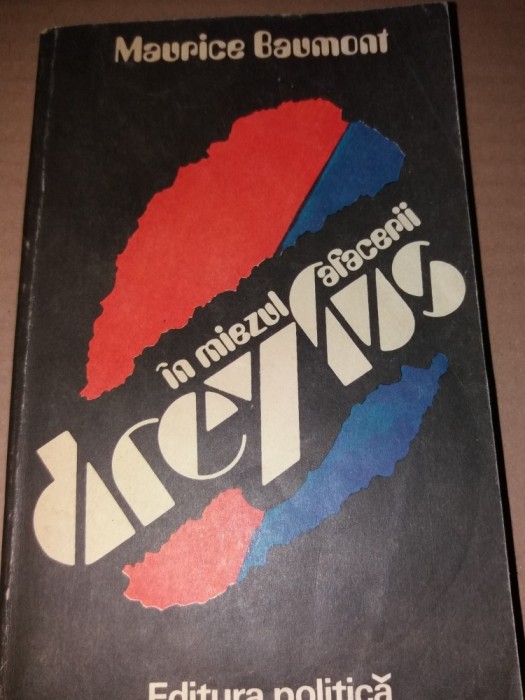 Maurice Baumont
în miezul afacerii
dreyfus
Editura politică